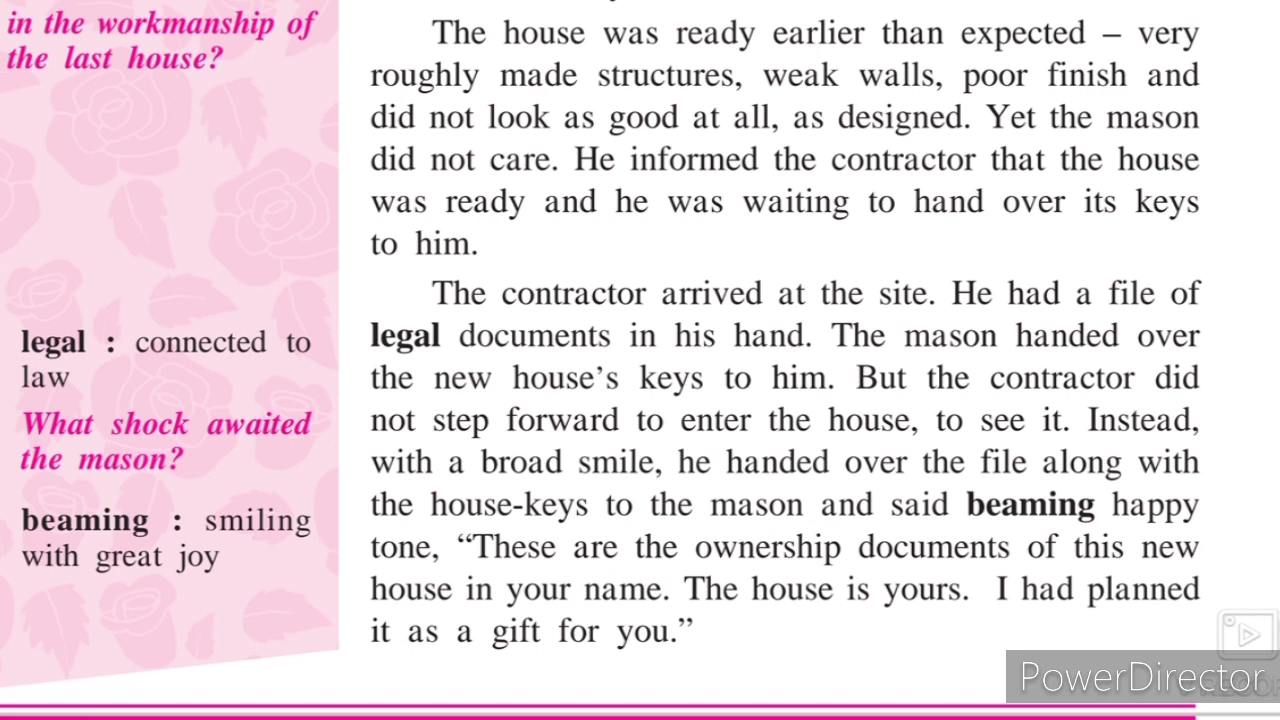 in the workmanship of
the last house?
legal : connected to
law
What shock awaited
the mason?
beaming : smiling
with great joy
The house was ready earlier than expected – very
roughly made structures, weak walls, poor finish and
did not look as good at all, as designed. Yet the mason
did not care. He informed the contractor that the house
was ready and he was waiting to hand over its keys
to him.
The contractor arrived at the site. He had a file of
legal documents in his hand. The mason handed over
the new house's keys to him. But the contractor did
not step forward to enter the house, to see it. Instead,
with a broad smile, he handed over the file along with
the house-keys to the mason and said beaming happy
tone, “These are the ownership documents of this new
house in your name. The house is yours. I had planned
it as a gift for you.”
PowerDirector